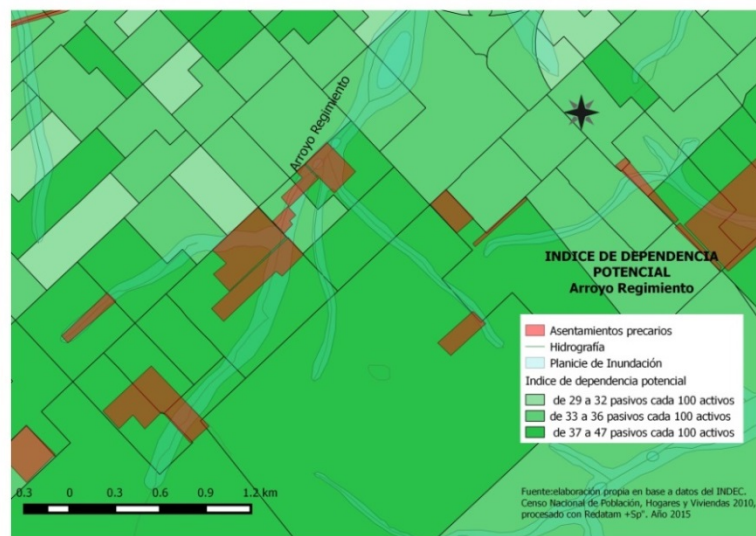 Arroyo Regimiento
INDICE DE DEPENDENCIA
POTENCIAL
Arroyo Regimiento
Asentamientos precarios
Hidrografía
Planicie de Inundación
Indice de dependencia potencial
de 29 a 32 pasivos cada 100 activos
de 33 a 36 pasivos cada 100 activos
de 37 a 47 pasivos cada 100 activos
0.3 0 0.3 0.6 0.9 1.2 km
Fuente:elaboración propia en base a datos del INDEC.
Censo Nacional de Población, Hogares y Viviendas 2010,
procesado con Redatam +Sp". Año 2015